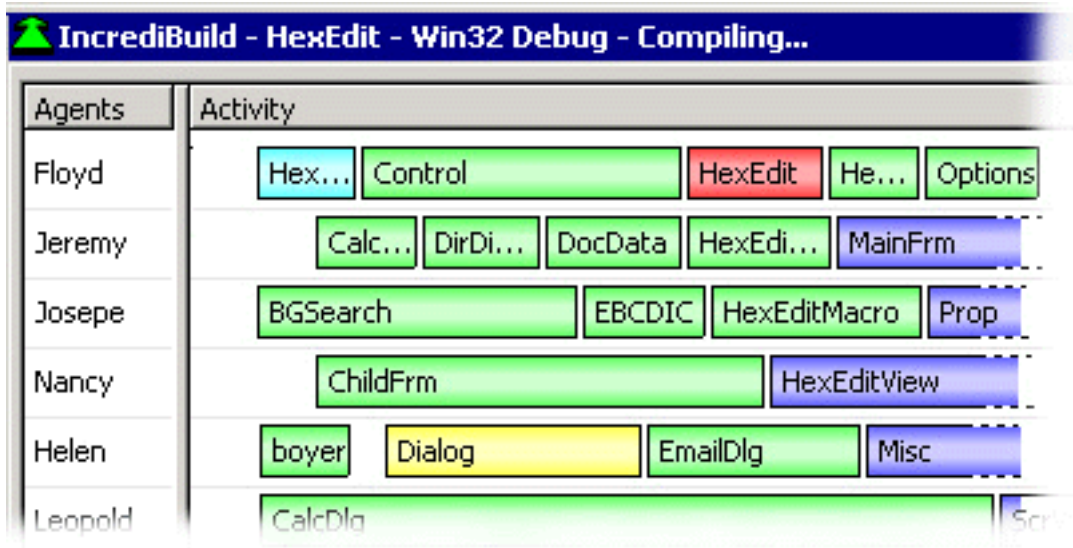 IncrediBuild - HexEdit - Win32 Debug - Compiling...
Agents Activity
Floyd Hex... Control HexEdit He... Options
Jeremy Calc... DirDi... DocData HexEdi... MainFrm
Josepe BGSearch EBCDIC HexEditMacro Prop
Nancy ChildFrm HexEditView
Helen boyer Dialog EmailDlg Misc
Leopold CalcDlg